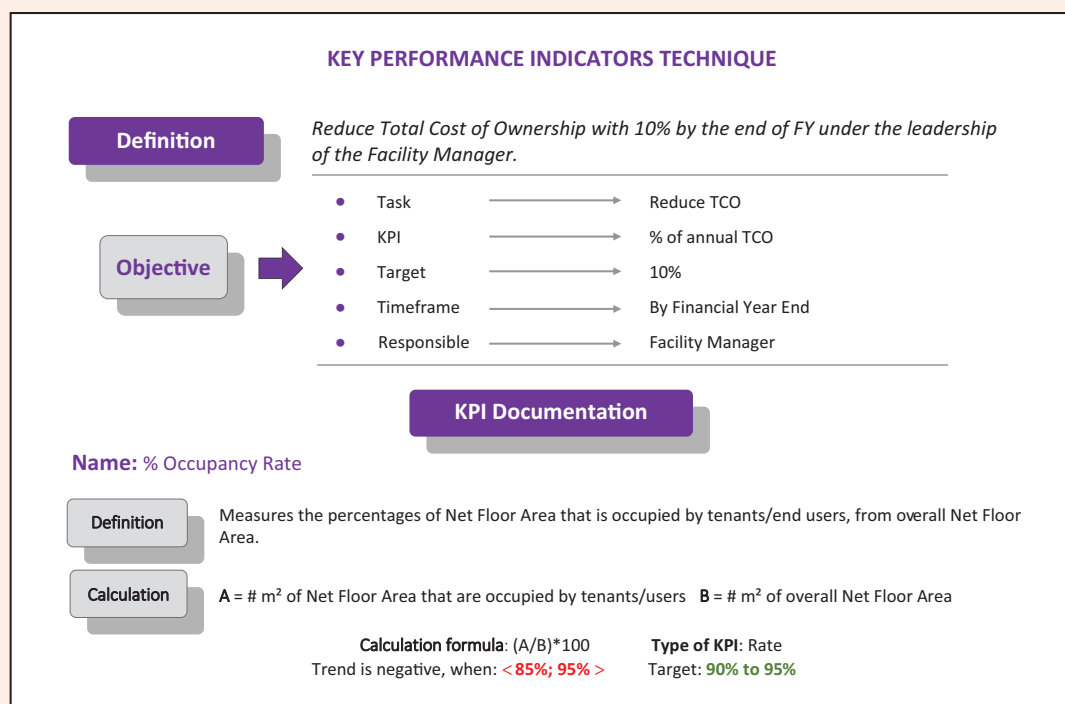 KEY PERFORMANCE INDICATORS TECHNIQUE
Definition
Reduce Total Cost of Ownership with 10% by the end of FY under the leadership
of the Facility Manager.
Objective
• Task Reduce TCO
• KPI % of annual TCO
• Target 10%
• Timeframe By Financial Year End
• Responsible Facility Manager
KPI Documentation
Name: % Occupancy Rate
Definition
Measures the percentages of Net Floor Area that is occupied by tenants/end users, from overall Net Floor
Area.
Calculation
A = # m² of Net Floor Area that are occupied by tenants/users B = # m² of overall Net Floor Area
Calculation formula: (A/B)*100 Type of KPI: Rate
Trend is negative, when: < 85%; 95% > Target: 90% to 95%